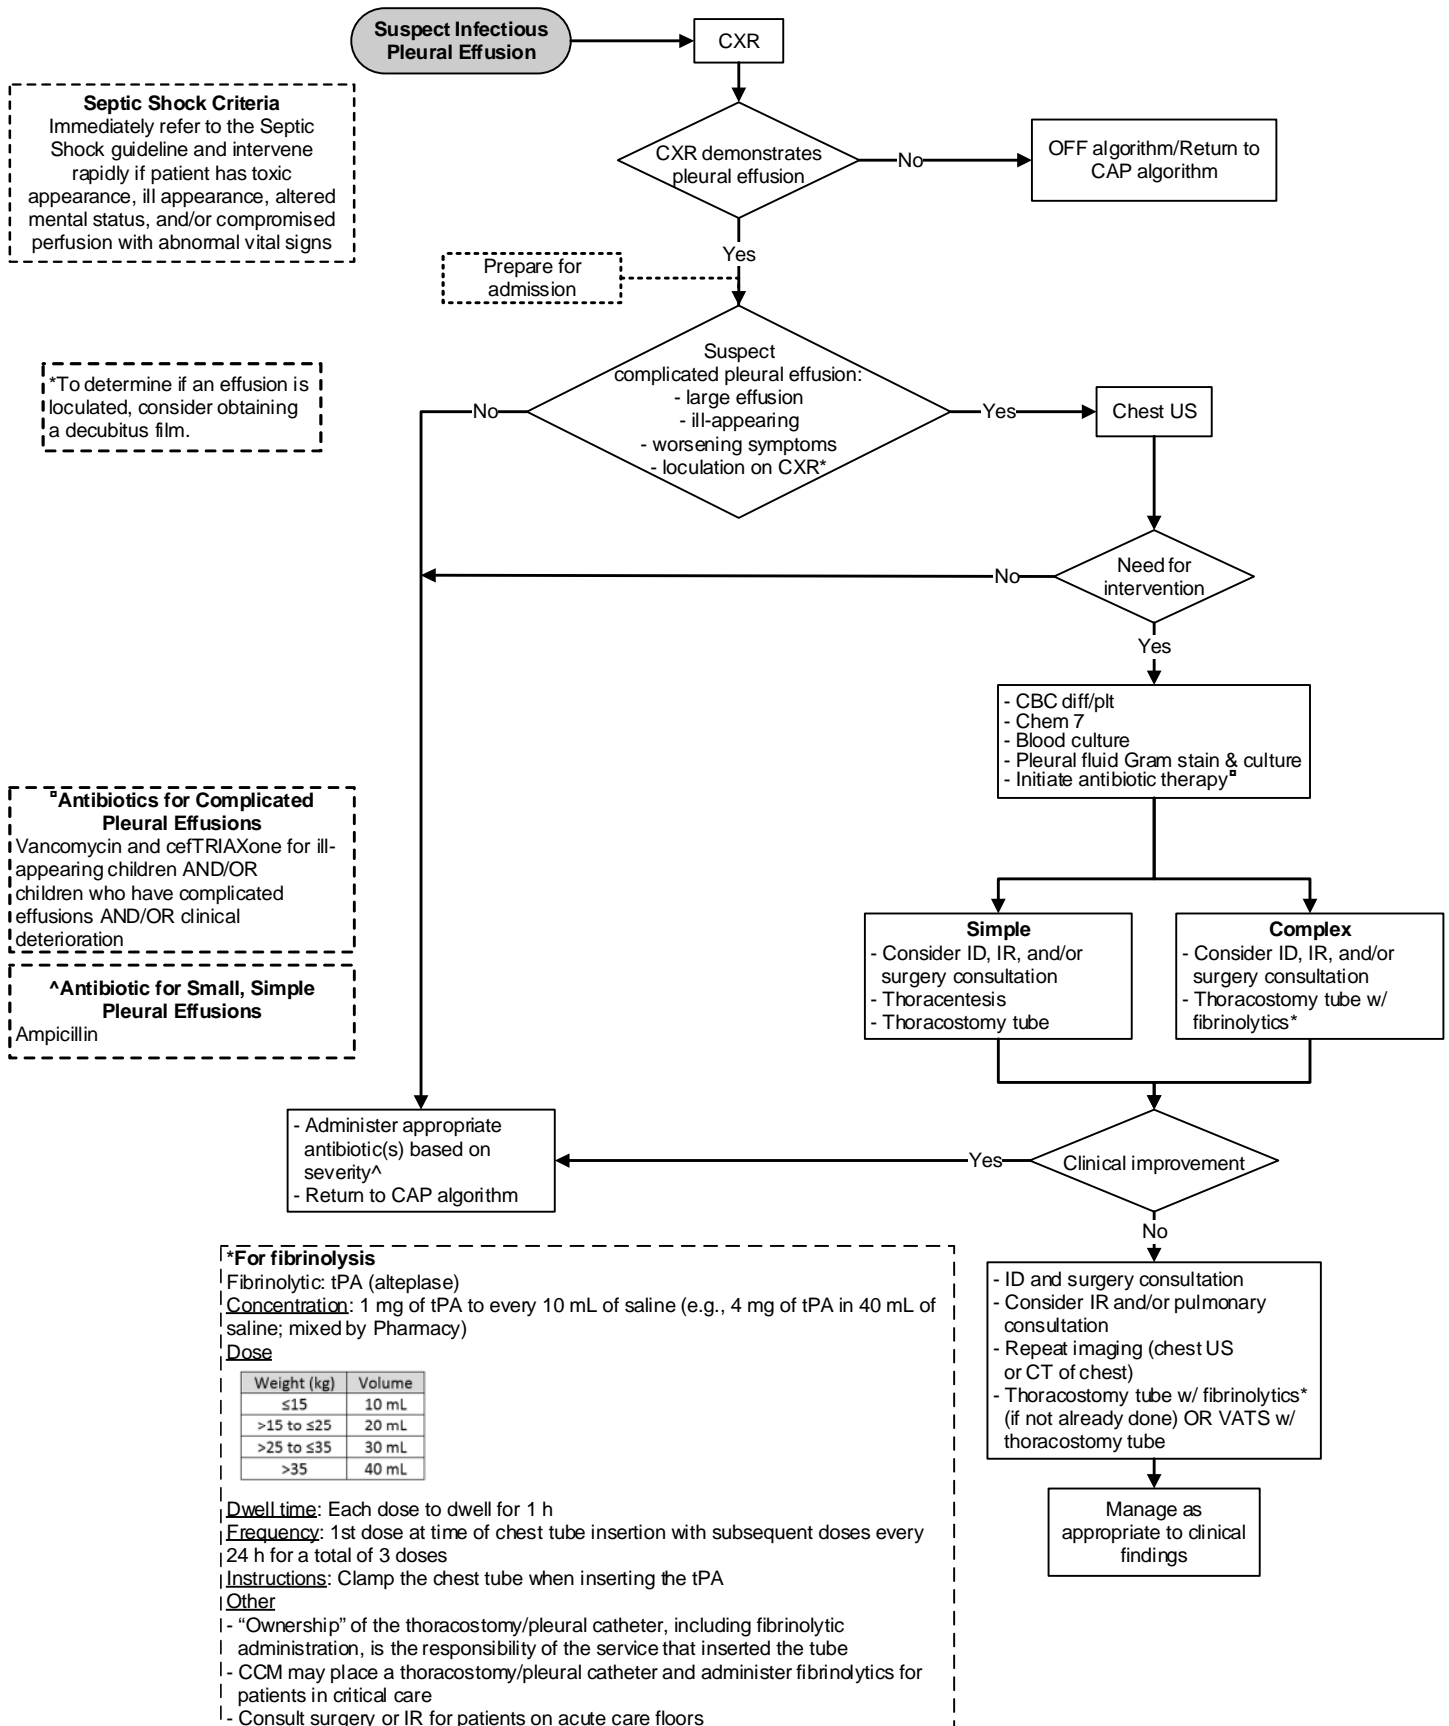 Suspect Infectious
Pleural Effusion
CXR
Septic Shock Criteria
Immediately refer to the Septic
Shock guideline and intervene
rapidly if patient has toxic
appearance, ill appearance, altered
mental status, and/or compromised
perfusion with abnormal vital signs
CXR demonstrates
pleural effusion
No
OFF algorithm/Return to
CAP algorithm
Yes
Prepare for
admission
*To determine if an effusion is
loculated, consider obtaining
a decubitus film.
Suspect
complicated pleural effusion:
- large effusion
- ill-appearing
- worsening symptoms
- loculation on CXR*
No
Yes
Chest US
Need for
intervention
No
Yes
- CBC diff/plt
- Chem 7
- Blood culture
- Pleural fluid Gram stain & culture
- Initiate antibiotic therapy¤
¤Antibiotics for Complicated
Pleural Effusions
Vancomycin and cefTRIAXone for ill-
appearing children AND/OR
children who have complicated
effusions AND/OR clinical
deterioration
^Antibiotic for Small, Simple
Pleural Effusions
Ampicillin
Simple
- Consider ID, IR, and/or
surgery consultation
- Thoracentesis
- Thoracostomy tube
Complex
- Consider ID, IR, and/or
surgery consultation
- Thoracostomy tube w/
fibrinolytics*
- Administer appropriate
antibiotic(s) based on
severity^
- Return to CAP algorithm
Yes
Clinical improvement
No
- ID and surgery consultation
- Consider IR and/or pulmonary
consultation
- Repeat imaging (chest US
or CT of chest)
- Thoracostomy tube w/ fibrinolytics*
(if not already done) OR VATS w/
thoracostomy tube
Manage as
appropriate to clinical
findings
*For fibrinolysis
Fibrinolytic: tPA (alteplase)
Concentration: 1 mg of tPA to every 10 mL of saline (e.g., 4 mg of tPA in 40 mL of
saline; mixed by Pharmacy)
Dose
Weight (kg) Volume
≤15 10 mL
>15 to ≤25 20 mL
>25 to ≤35 30 mL
>35 40 mL
Dwell time: Each dose to dwell for 1 h
Frequency: 1st dose at time of chest tube insertion with subsequent doses every
24 h for a total of 3 doses
Instructions: Clamp the chest tube when inserting the tPA
Other
- “Ownership” of the thoracostomy/pleural catheter, including fibrinolytic
administration, is the responsibility of the service that inserted the tube
- CCM may place a thoracostomy/pleural catheter and administer fibrinolytics for
patients in critical care
- Consult surgery or IR for patients on acute care floors